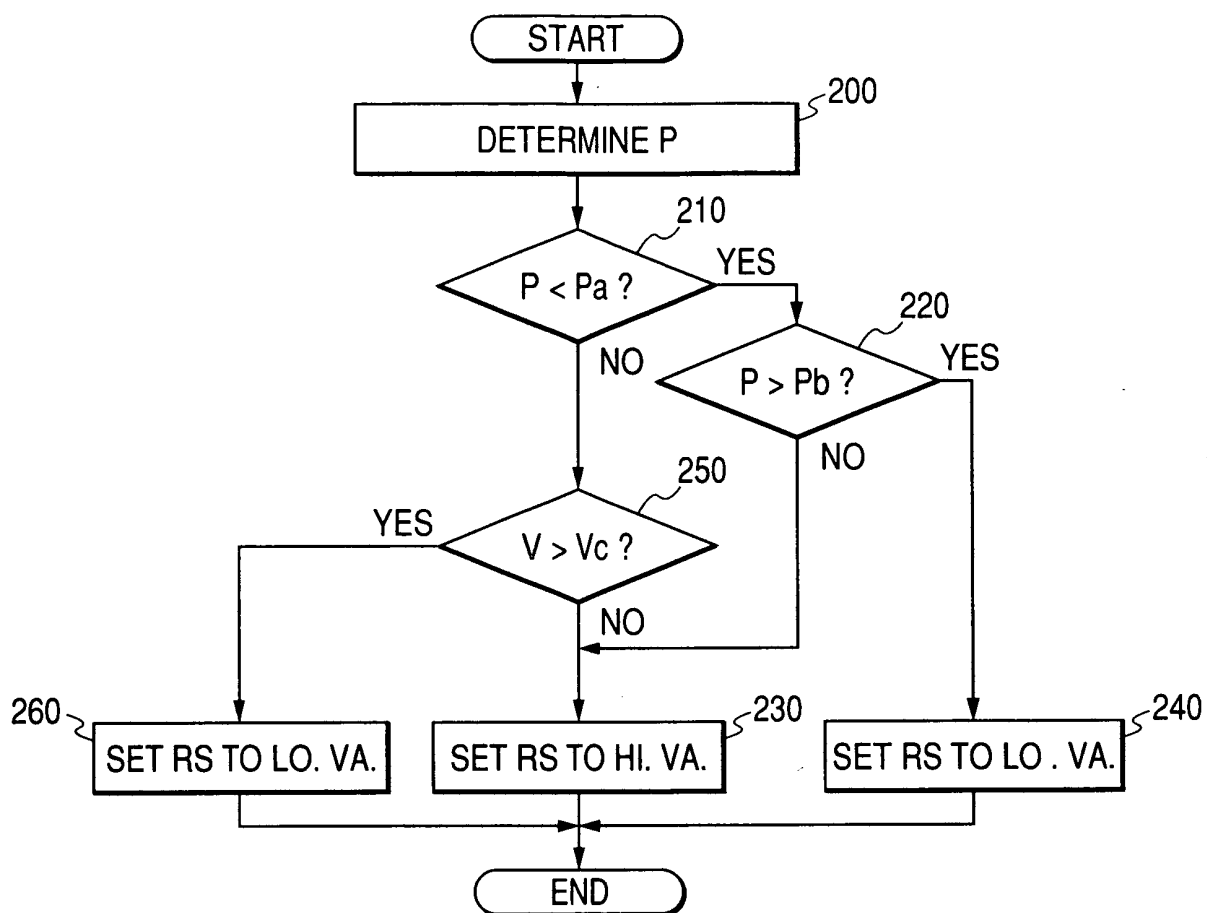 START
200
DETERMINE P
210
P < Pa ?
YES
NO
220
P > Pb ?
YES
NO
250
V > Vc ?
YES
NO
260
SET RS TO LO. VA.
230
SET RS TO HI. VA.
240
SET RS TO LO . VA.
END